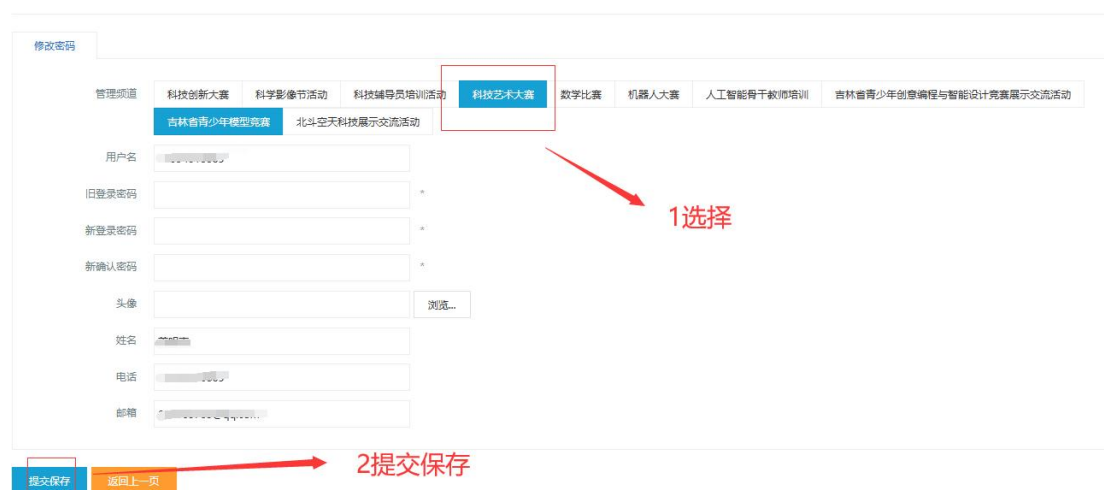 修改密码
管理频道 科技创新大赛 科学影像节活动 科技辅导员培训活动 科技艺术大赛 数学比赛 机器人大赛 人工智能骨干教师培训 吉林省青少年创意编程与智能设计竞赛展示交流活动
吉林省青少年模型竞赛 北斗空天科技展示交流活动
用户名
旧登录密码 *
1选择
新登录密码 *
新确认密码 *
头像 浏览...
姓名
电话
邮箱
2提交保存
提交保存 返回上一页